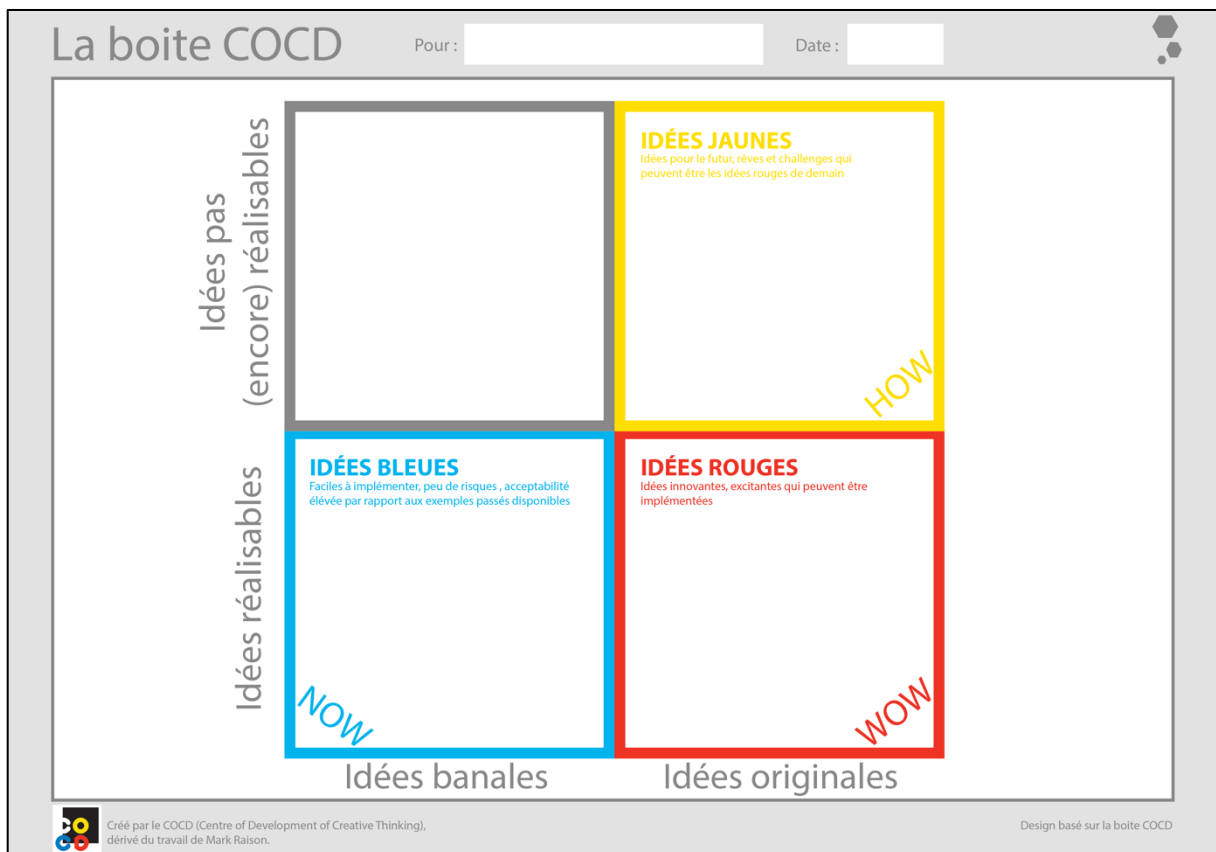 La boite COCD
Pour :
Date :
Idées pas
(encore) réalisables
IDÉES JAUNES
Idées pour le futur, rêves et challenges qui
peuvent être les idées rouges de demain
HOW
Idées réalisables
IDÉES BLEUES
Faciles à implémenter, peu de risques , acceptabilité
élévée par rapport aux exemples passés disponibles
NOW
IDÉES ROUGES
Idées innovantes, excitantes qui peuvent être
implémentées
WOW
Idées banales
Idées originales
CO
CD
Créé par le COCD (Centre of Development of Creative Thinking),
dérivé du travail de Mark Raison.
Design basé sur la boite COCD